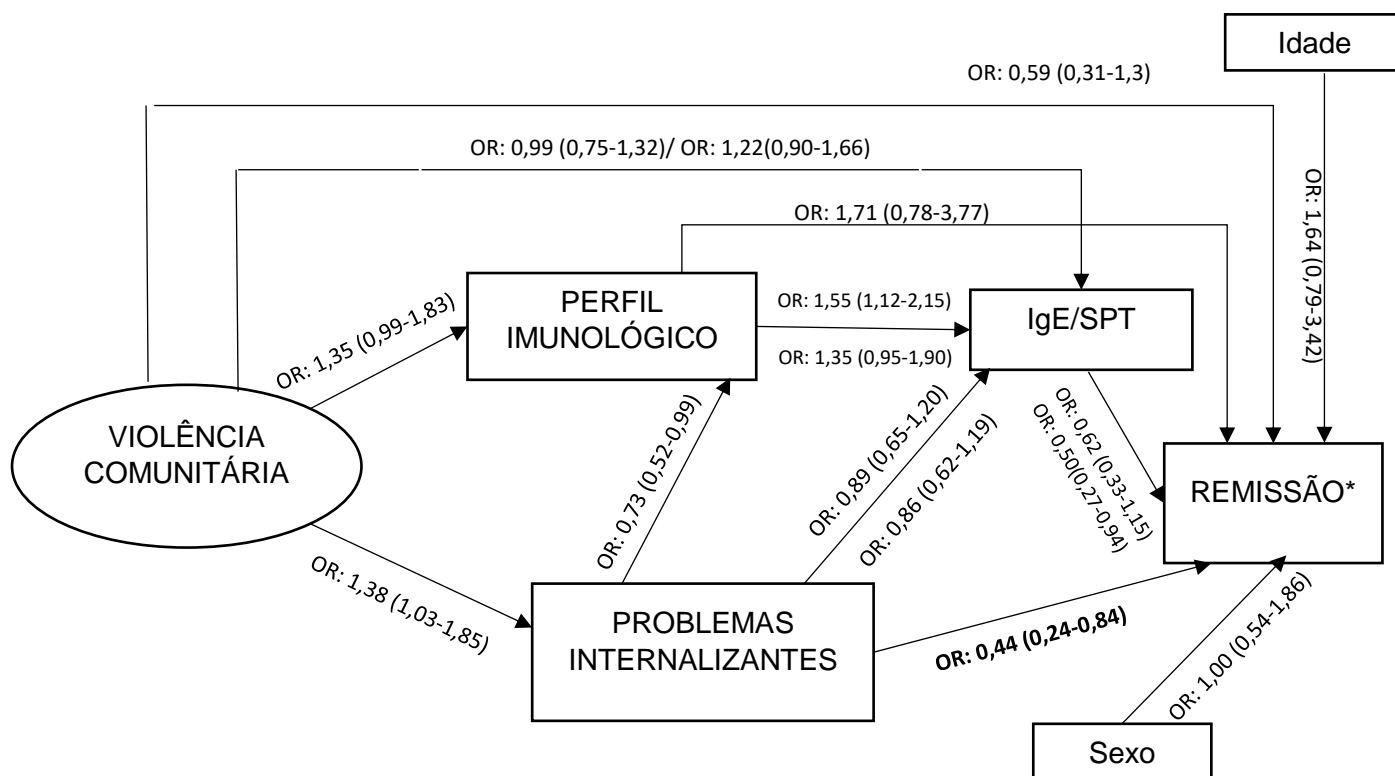 Idade
OR: 0,59 (0,31-1,3)
OR: 0,99 (0,75-1,32)/ OR: 1,22(0,90-1,66)
OR: 1,64 (0,79-3,42)
OR: 1,71 (0,78-3,77)
PERFIL
IMUNOLÓGICO
OR: 1,55 (1,12-2,15)
OR: 1,35 (0,95-1,90)
IgE/SPT
OR: 1,35 (0,99-1,83)
VIOLÊNCIA
COMUNITÁRIA
OR: 0,73 (0,52-0,99)
OR: 0,89 (0,65-1,20)
OR: 0,86 (0,62-1,19)
OR: 0,62 (0,33-1,15)
OR: 0,50(0,27-0,94)
REMISSÃO*
OR: 1,38 (1,03-1,85)
PROBLEMAS
INTERNALIZANTES
OR: 0,44 (0,24-0,84)
OR: 1,00 (0,54-1,86)
Sexo